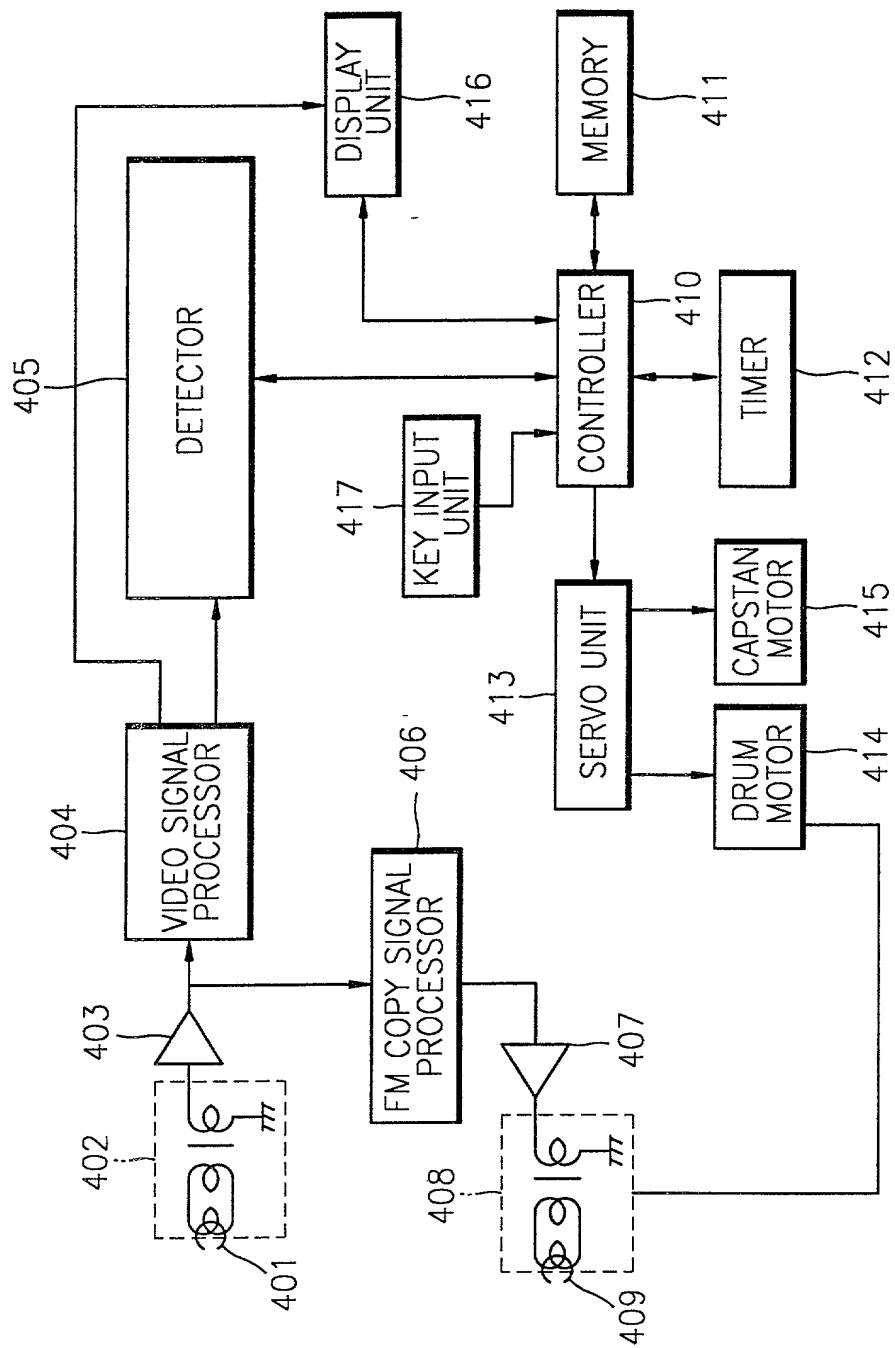 405
DETECTOR
DISPLAY
UNIT
416
404
VIDEO SIGNAL
PROCESSOR
403
402
401
417
KEY INPUT
UNIT
CONTROLLER
410
MEMORY
411
406'
FM COPY SIGNAL
PROCESSOR
413
SERVO UNIT
TIMER
412
407
408
409
DRUM
MOTOR
414
CAPSTAN
MOTOR
415